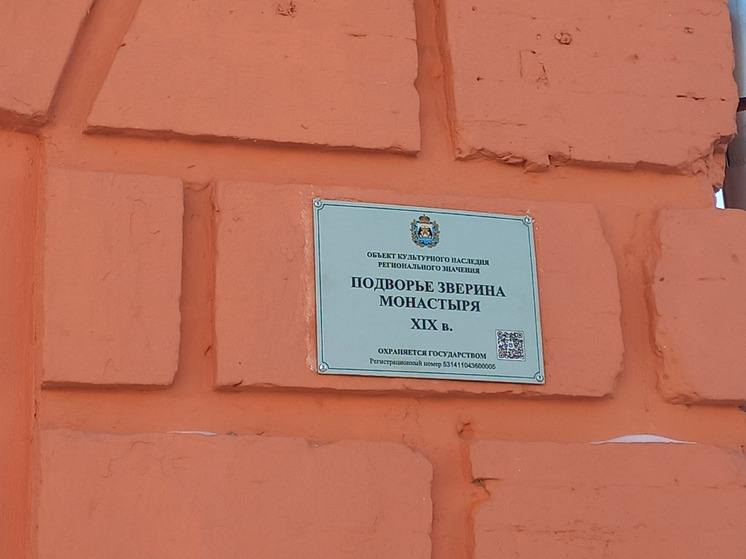 ОБЪЕКТ КУЛЬТУРНОГО НАСЛЕДИЯ
РЕГИОНАЛЬНОГО ЗНАЧЕНИЯ
ПОДВОРЬЕ ЗВЕРИНА
МОНАСТЫРЯ
XIX в.
ОХРАНЯЕТСЯ ГОСУДАРСТВОМ
Регистрационный номер 531411043600005